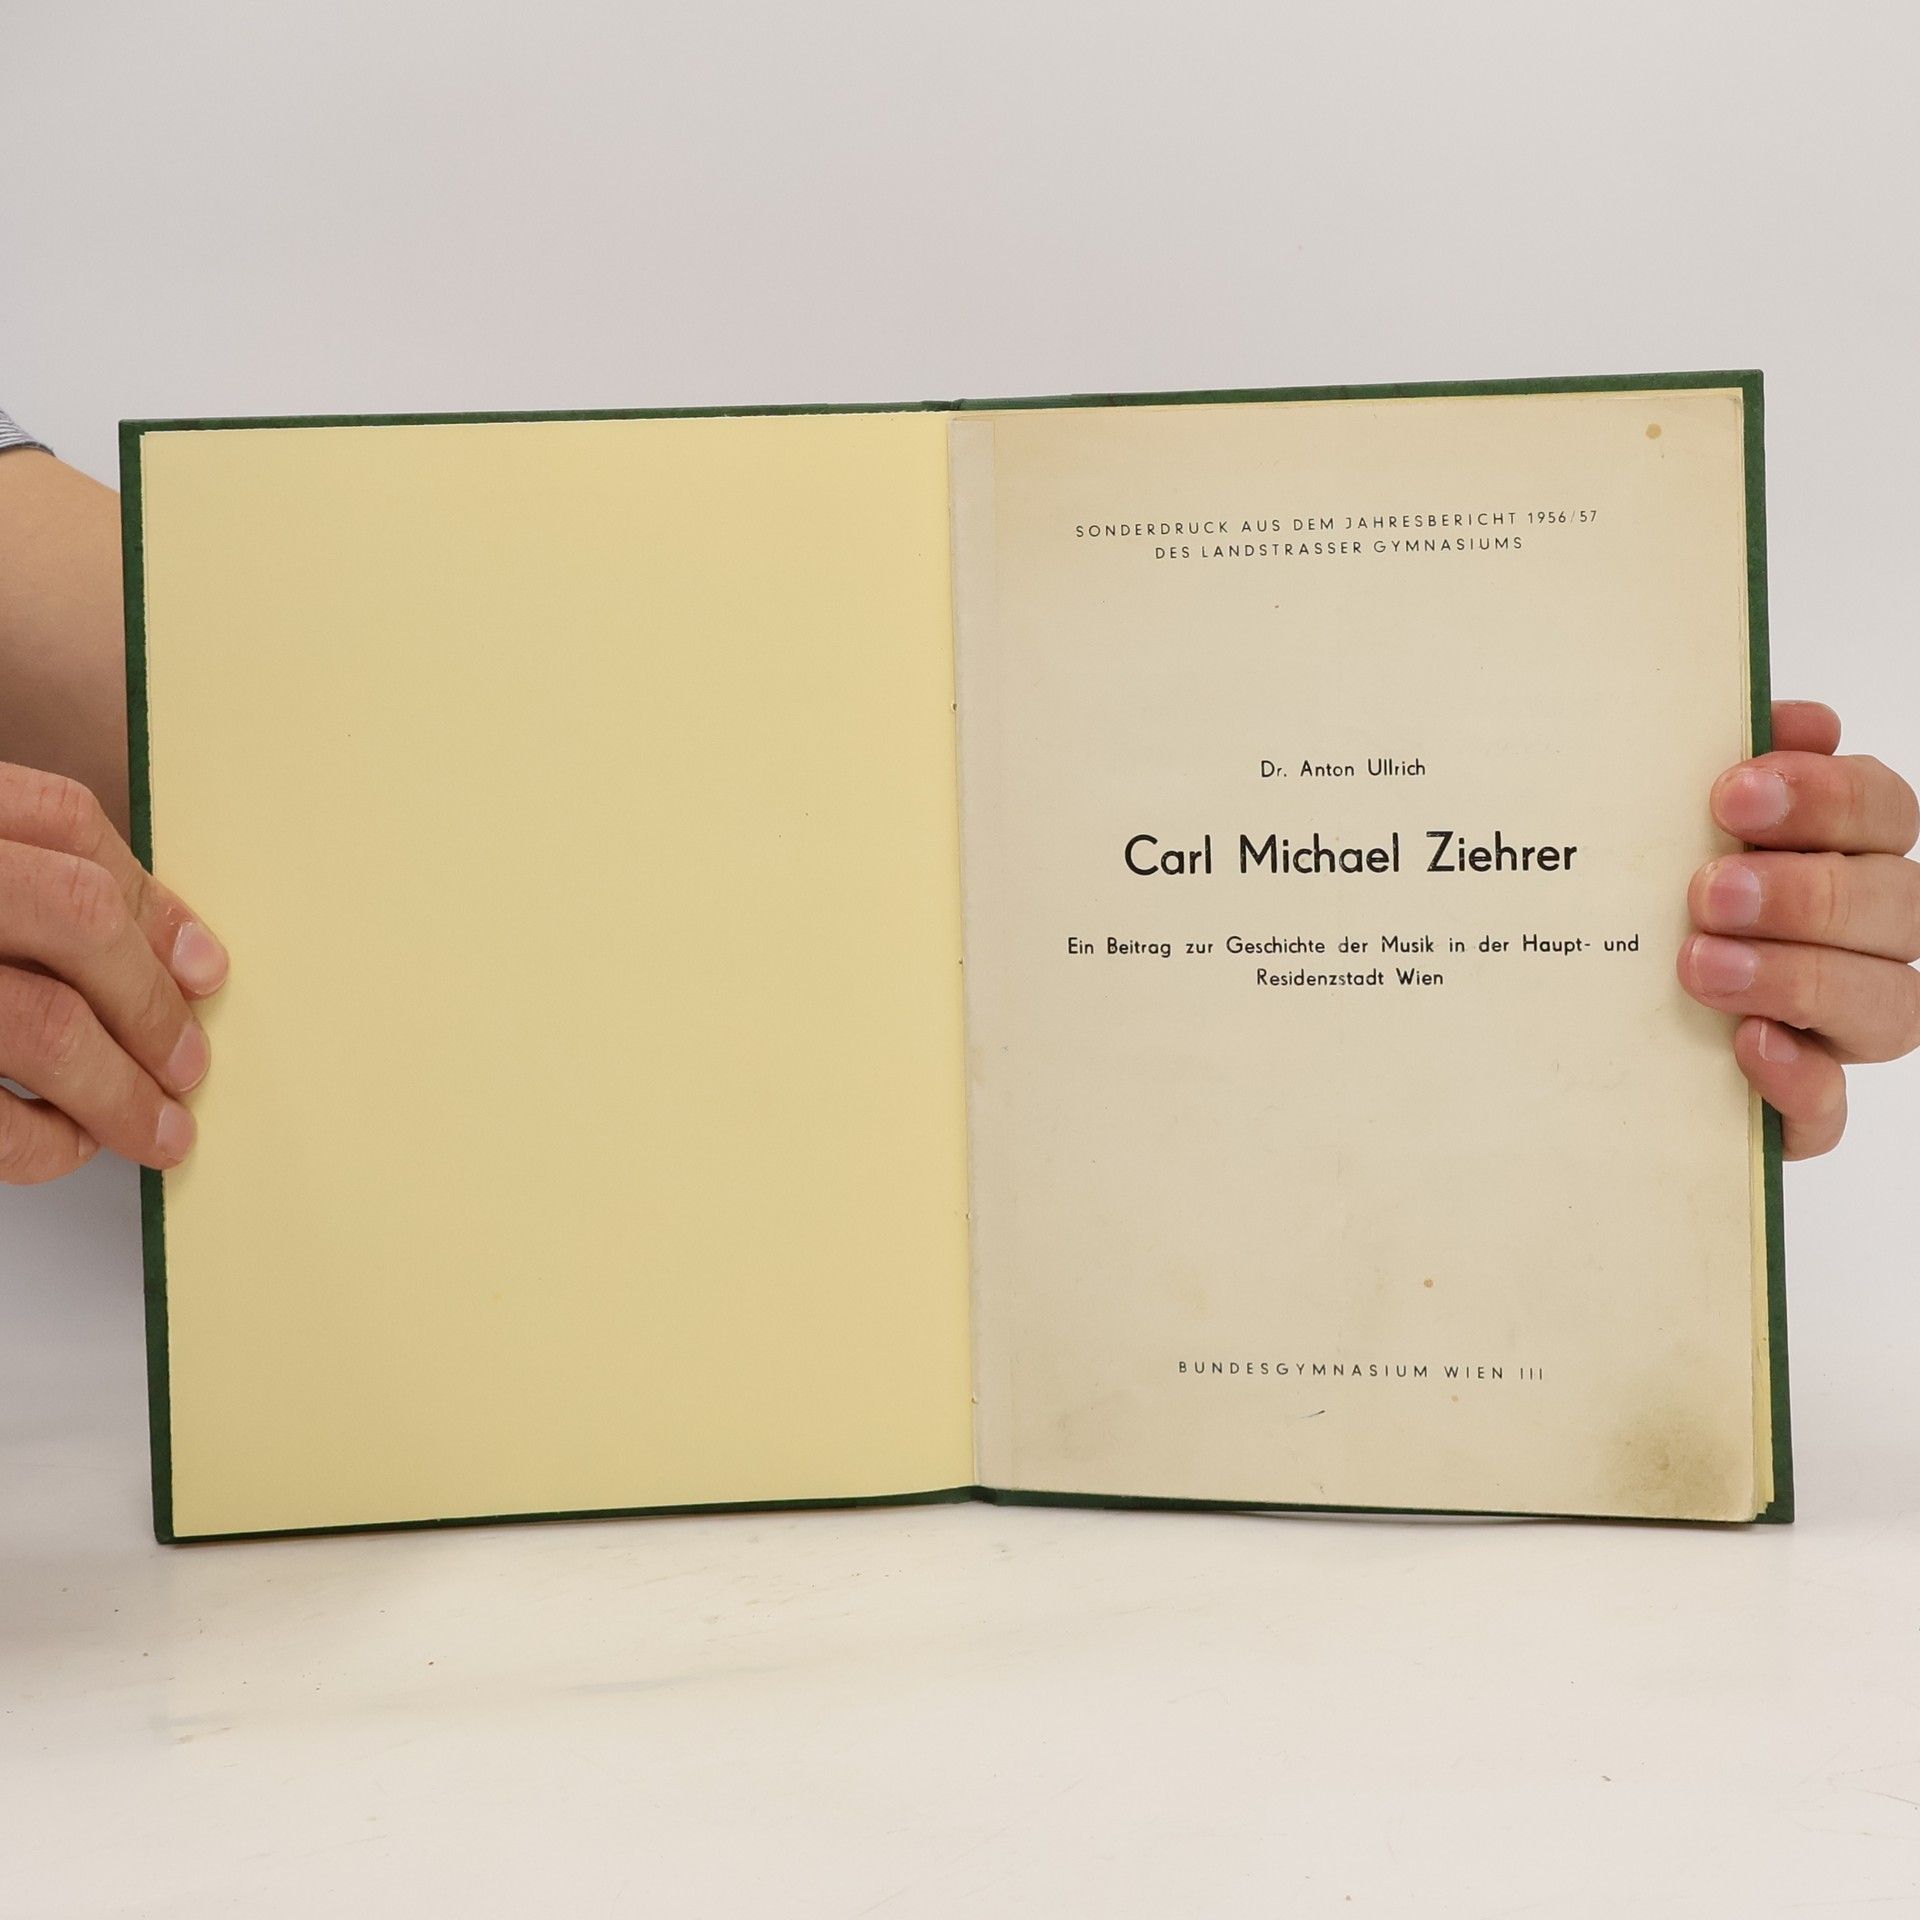 SONDERDRUCK AUS DEM JAHRESBERICHT 1956/57
DES LANDSTRASSER GYMNASIUMS
Dr. Anton Ullrich
Carl Michael Ziehrer
Ein Beitrag zur Geschichte der Musik in der Haupt- und
Residenzstadt Wien
BUNDESGYMNASIUM WIEN III